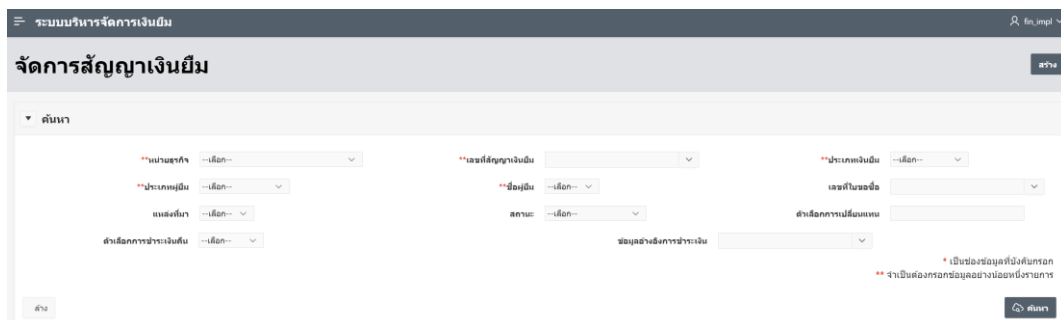 ระบบบริหารจัดการเงินยืม fin_impl
จัดการสัญญาเงินยืม สร้าง
ค้นหา
**หน่วยธุรกิจ --เลือก-- **เลขที่สัญญาเงินยืม **ประเภทเงินยืม --เลือก--
**ประเภทผู้ยืม --เลือก-- **ชื่อผู้ยืม --เลือก-- เลขที่ใบขอซื้อ
แหล่งที่มา --เลือก-- สถานะ --เลือก-- ตัวเลือกการเปลี่ยนแทน
ตัวเลือกการชำระเงินคืน --เลือก-- ข้อมูลอ้างอิงการชำระเงิน
* เป็นช่องข้อมูลที่บังคับกรอก
** จำเป็นต้องกรอกข้อมูลอย่างน้อยหนึ่งรายการ
ล้าง ค้นหา